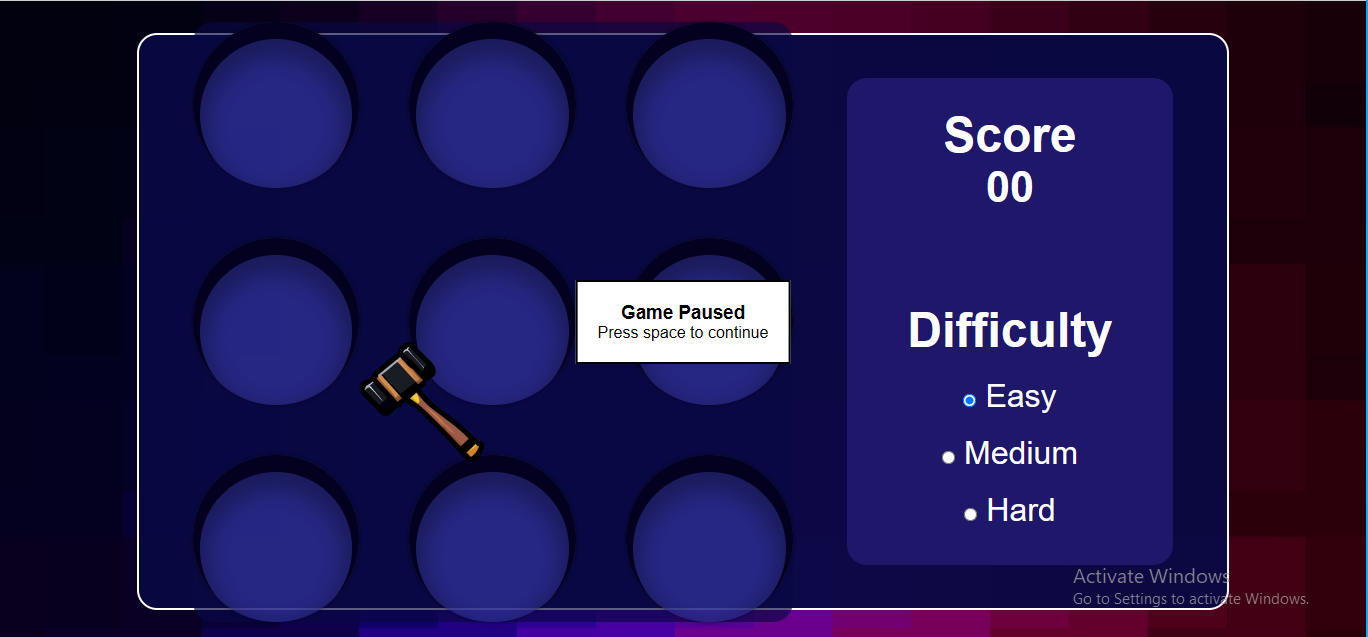 Score
00
Game Paused
Press space to continue
Difficulty
Easy
Medium
Hard
Activate Windows
Go to Settings to activate Windows.